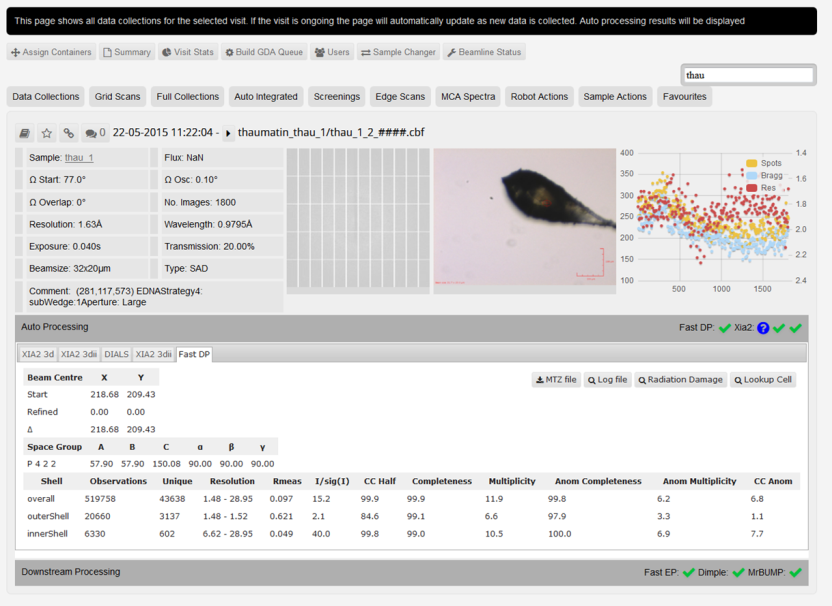 This page shows all data collections for the selected visit. If the visit is ongoing the page will automatically update as new data is collected. Auto processing results will be displayed
Assign Containers Summary Visit Stats Build GDA Queue Users Sample Changer Beamline Status
thau
Data Collections Grid Scans Full Collections Auto Integrated Screenings Edge Scans MCA Spectra Robot Actions Sample Actions Favourites
0 22-05-2015 11:22:04 - thaumatin_thau_1/thau_1_2_####.cbf
Sample: thau_1 Flux: NaN
Ω Start: 77.0° Ω Osc: 0.10°
Ω Overlap: 0° No. Images: 1800
Resolution: 1.63Å Wavelength: 0.9795Å
Exposure: 0.040s Transmission: 20.00%
Beamsize: 32x20µm Type: SAD
Comment: (281,117,573) EDNAStrategy4:
subWedge:1Aperture: Large
400 1.4
350 1.6
300 1.8
250 2.0
200
150 2.2
100 2.4
500 1000 1500
Spots
Bragg
Res
Auto Processing Fast DP: Xia2: ?
XIA2 3d XIA2 3dii DIALS XIA2 3dii Fast DP
Beam Centre X Y MTZ file Log file Radiation Damage Lookup Cell
Start 218.68 209.43
Refined 0.00 0.00
Δ 218.68 209.43
Space Group A B C α β γ
P 4 2 2 57.90 57.90 150.08 90.00 90.00 90.00
Shell Observations Unique Resolution Rmeas I/sig(I) CC Half Completeness Multiplicity Anom Completeness Anom Multiplicity CC Anom
overall 519758 43638 1.48 - 28.95 0.097 15.2 99.9 99.9 11.9 99.8 6.2 6.8
outerShell 20660 3137 1.48 - 1.52 0.621 2.1 84.6 99.1 6.6 97.9 3.3 1.1
innerShell 6330 602 6.62 - 28.95 0.049 40.0 99.8 99.0 10.5 100.0 6.9 7.7
Downstream Processing Fast EP: Dimple: MrBUMP: